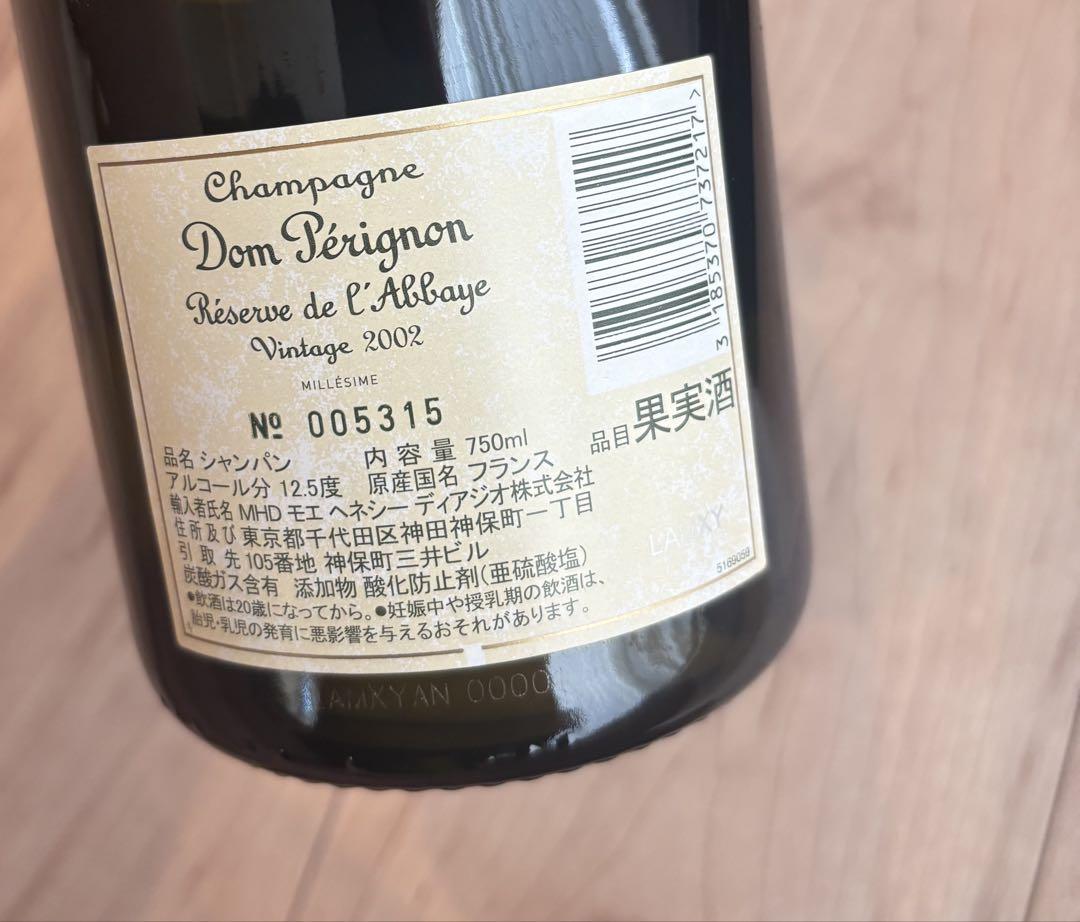 Champagne
Dom Pérignon
Réserve de l'Abbaye
Vintage 2002
MILLÉSIME
Nº 005315
品名 シャンパン 内容量 750ml
アルコール分 12.5度 原産国名 フランス
輸入者氏名 MHD モエ ヘネシー ディアジオ株式会社
住所及び 東京都千代田区神田神保町一丁目
引取先 105番地 神保町三井ビル
炭酸ガス含有 添加物 酸化防止剤(亜硫酸塩)
●飲酒は20歳になってから。●妊娠中や授乳期の飲酒は、
胎児・乳児の発育に悪影響を与えるおそれがあります。
品目 果実酒
3 185370 737217 >
5169059